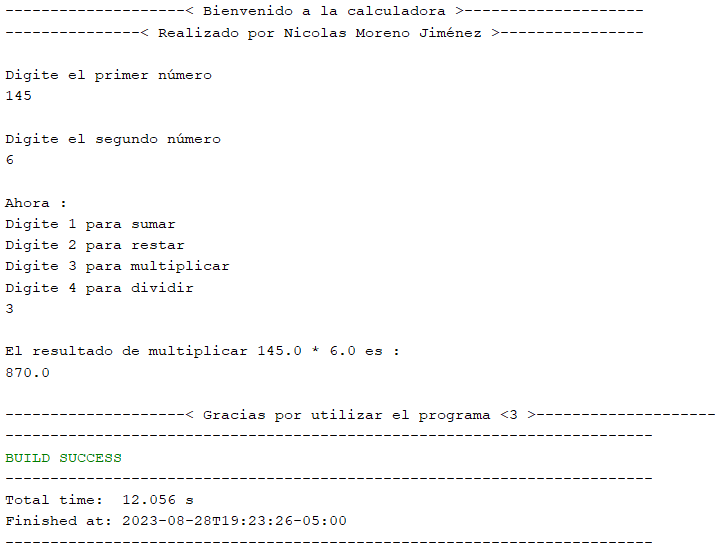 --------------------< Bienvenido a la calculadora >--------------------
---------------< Realizado por Nicolas Moreno Jiménez >----------------
Digite el primer número
145
Digite el segundo número
6
Ahora :
Digite 1 para sumar
Digite 2 para restar
Digite 3 para multiplicar
Digite 4 para dividir
3
El resultado de multiplicar 145.0 * 6.0 es :
870.0
--------------------< Gracias por utilizar el programa <3 >--------------------
------------------------------------------------------------------------
BUILD SUCCESS
------------------------------------------------------------------------
Total time:  12.056 s
Finished at: 2023-08-28T19:23:26-05:00
------------------------------------------------------------------------